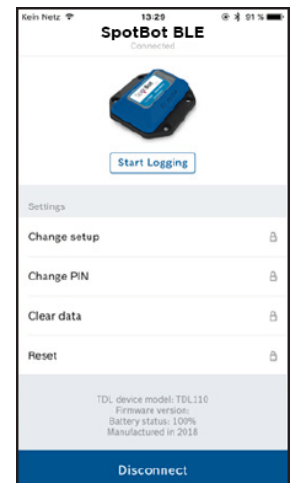 Kein Netz 13:29 91 %
SpotBot BLE
Connected
SpotBot
Start Logging
Settings
Change setup
Change PIN
Clear data
Reset
TDL device model: TDL110
Firmware version:
Battery status: 100%
Manufactured in 2018
Disconnect